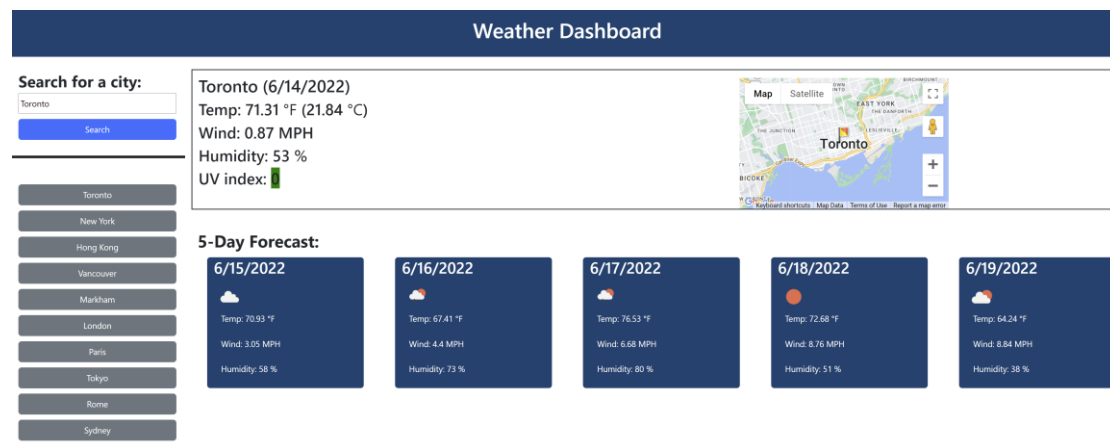 Weather Dashboard
Search for a city:
Toronto
Search
Toronto
New York
Hong Kong
Vancouver
Markham
London
Paris
Tokyo
Rome
Sydney
Toronto (6/14/2022)
Temp: 71.31 °F (21.84 °C)
Wind: 0.87 MPH
Humidity: 53 %
UV index: 0
Map Satellite
EAST YORK
THE DANFORTH
THE JUNCTION
LESLIEVILLE
Toronto
BICOKE
Keyboard shortcuts Map Data Terms of Use Report a map error
5-Day Forecast:
6/15/2022
Temp: 70.93 °F
Wind: 3.05 MPH
Humidity: 58 %
6/16/2022
Temp: 67.41 °F
Wind: 4.4 MPH
Humidity: 73 %
6/17/2022
Temp: 76.53 °F
Wind: 6.68 MPH
Humidity: 80 %
6/18/2022
Temp: 72.68 °F
Wind: 8.76 MPH
Humidity: 51 %
6/19/2022
Temp: 64.24 °F
Wind: 8.84 MPH
Humidity: 38 %